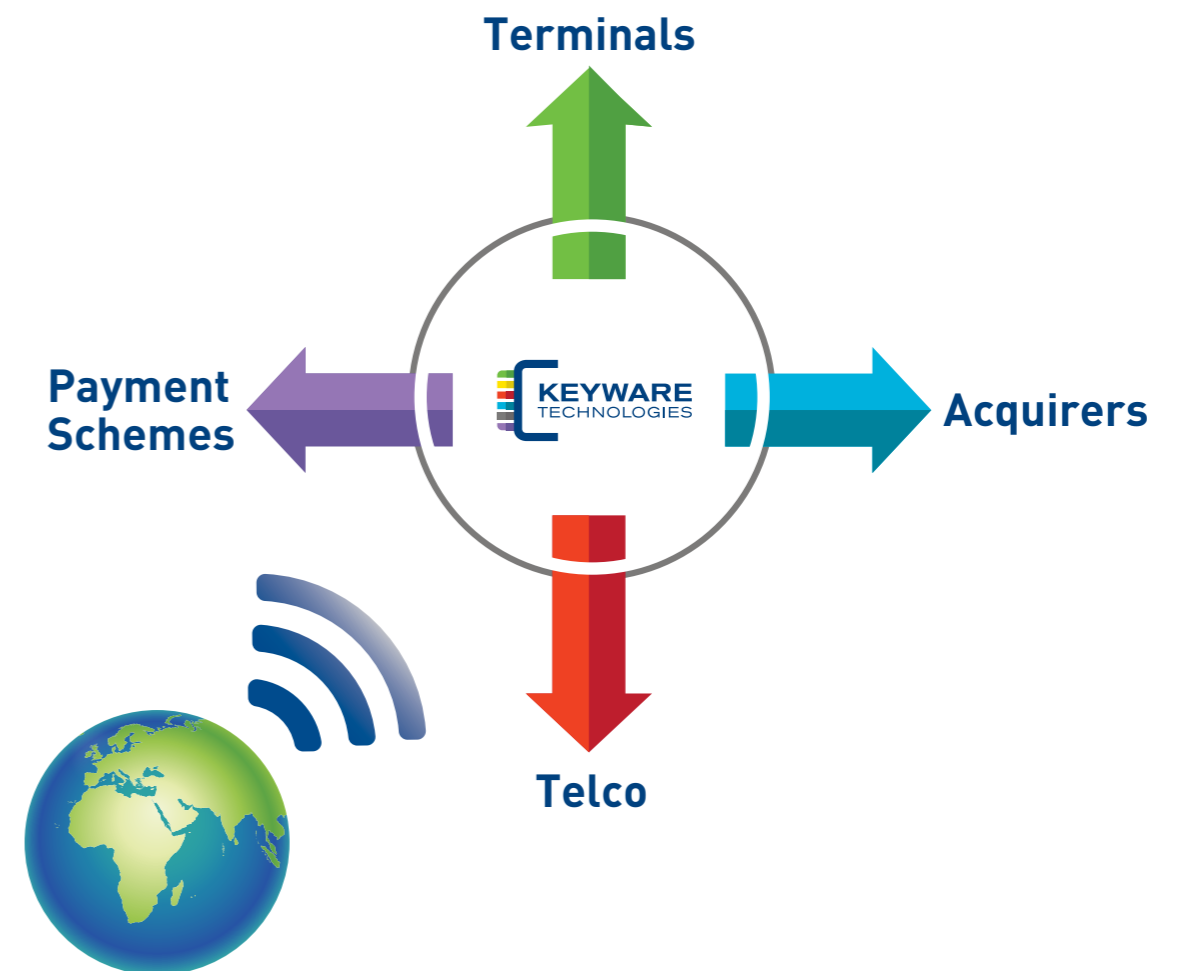 Terminals
Payment
Schemes
KEYWARE
TECHNOLOGIES
Acquirers
Telco